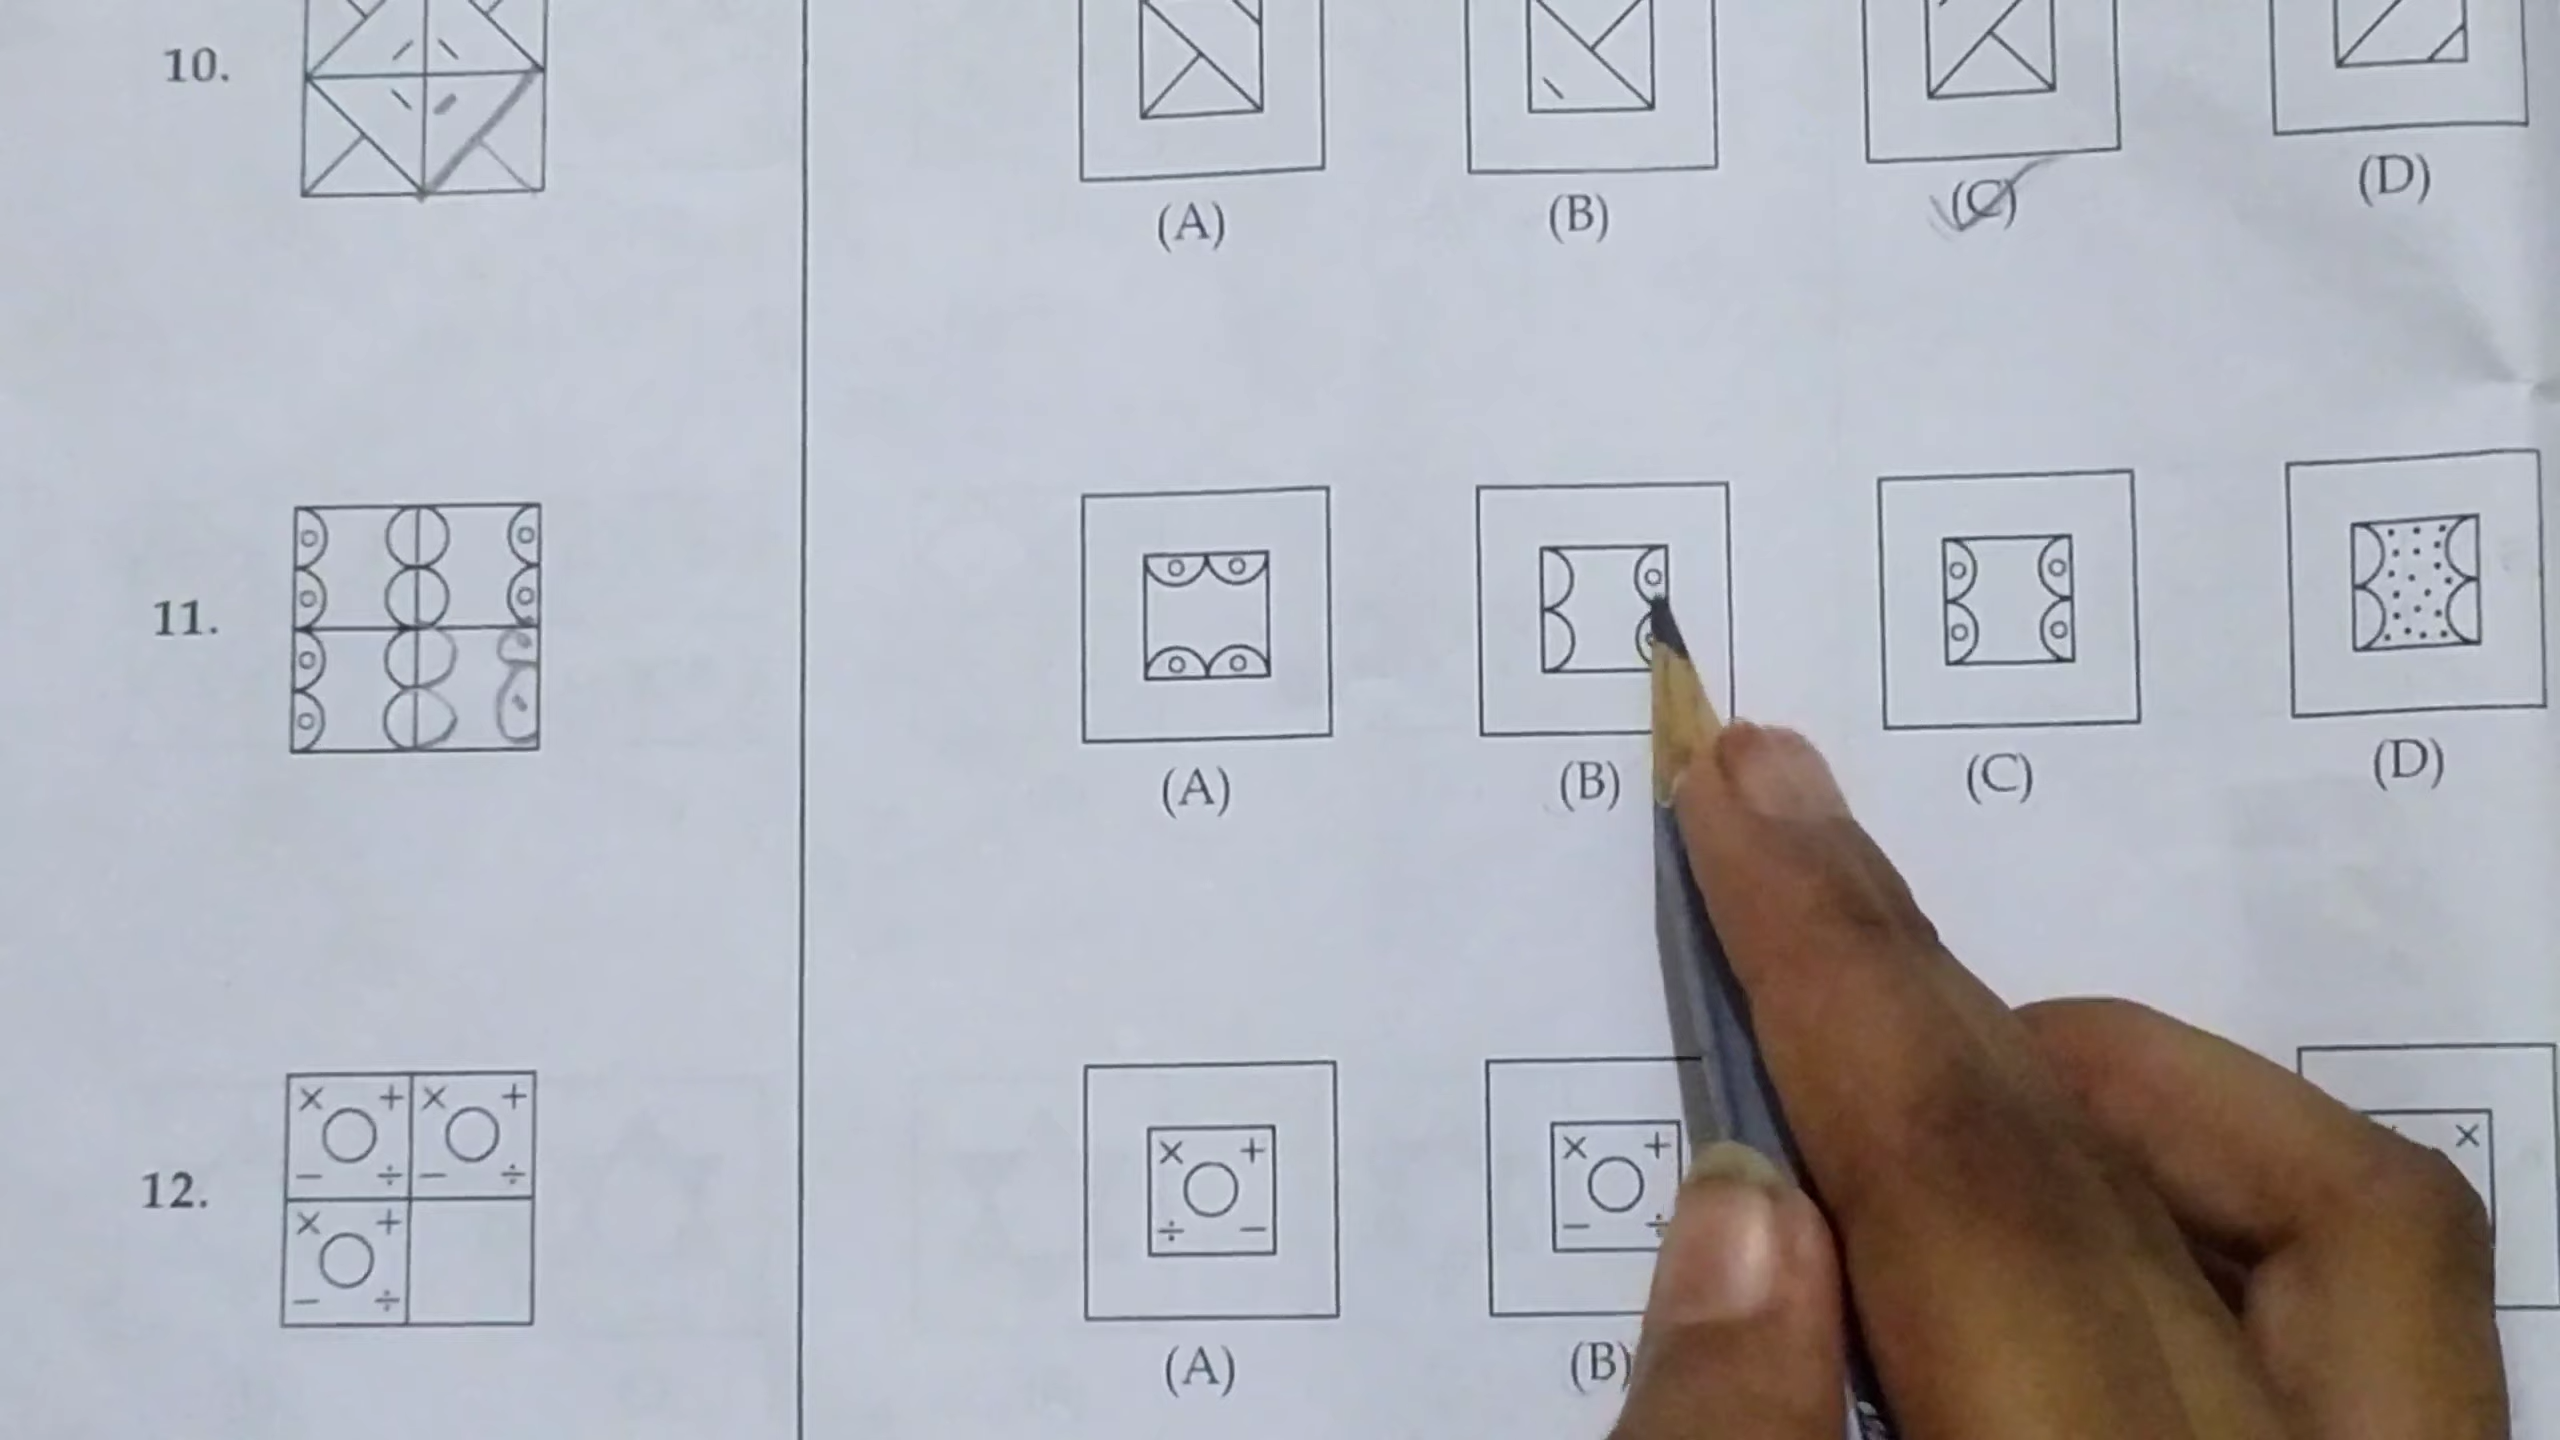 10.
(A) (B) (C) (D)
11.
(A) (B) (C) (D)
12.
× + × +
− ÷ − ÷
× +
− ÷
× +
÷ −
× +
− ÷
×
(A) (B)